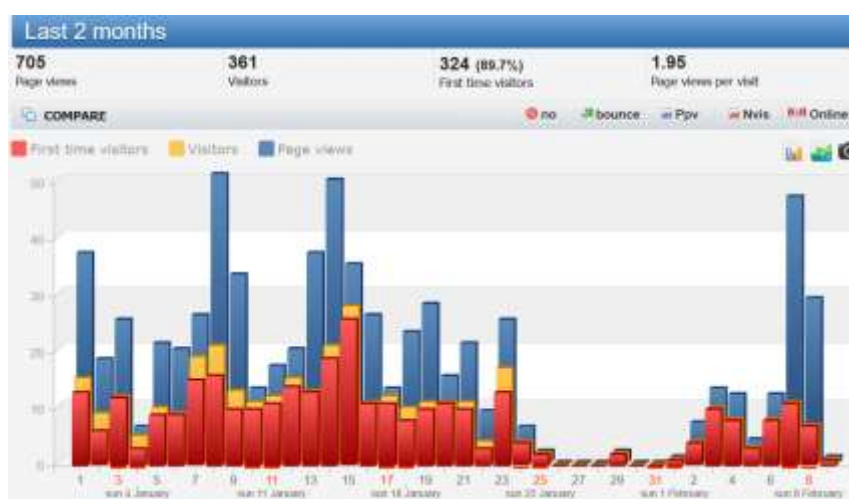 Last 2 months
705 361 324 (89.7%) 1.95
Page views Visitors First time visitors Page views per visit
COMPARE no bounce Ppv Nvis Online
First time visitors Visitors Page views
50
40
30
20
10
0
1 3 5 7 9 11 13 15 17 19 21 23 25 27 29 31 2 4 6 8
sun 4 January sun 11 January sun 18 January sun 25 January sun 1 February sun 8 February